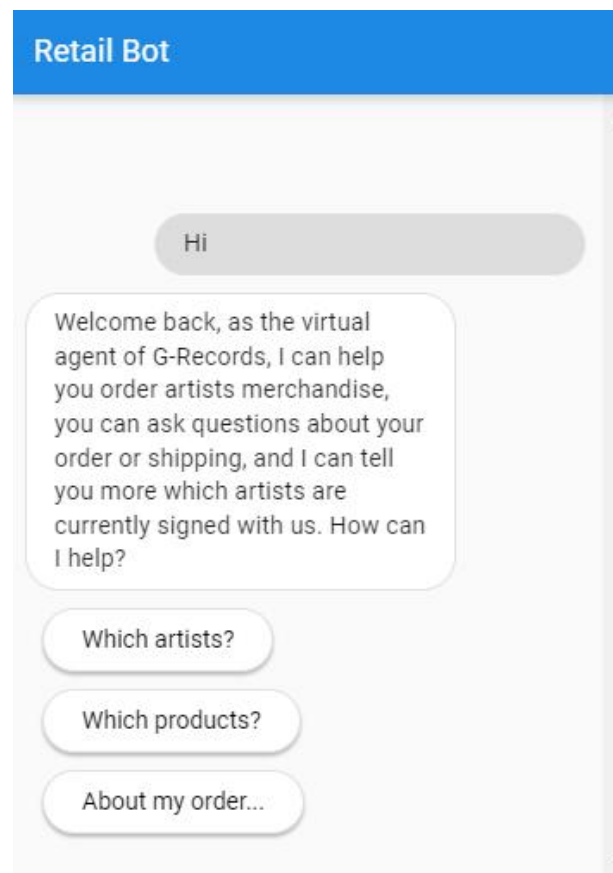 Retail Bot
Hi
Welcome back, as the virtual
agent of G-Records, I can help
you order artists merchandise,
you can ask questions about your
order or shipping, and I can tell
you more which artists are
currently signed with us. How can
I help?
Which artists?
Which products?
About my order...